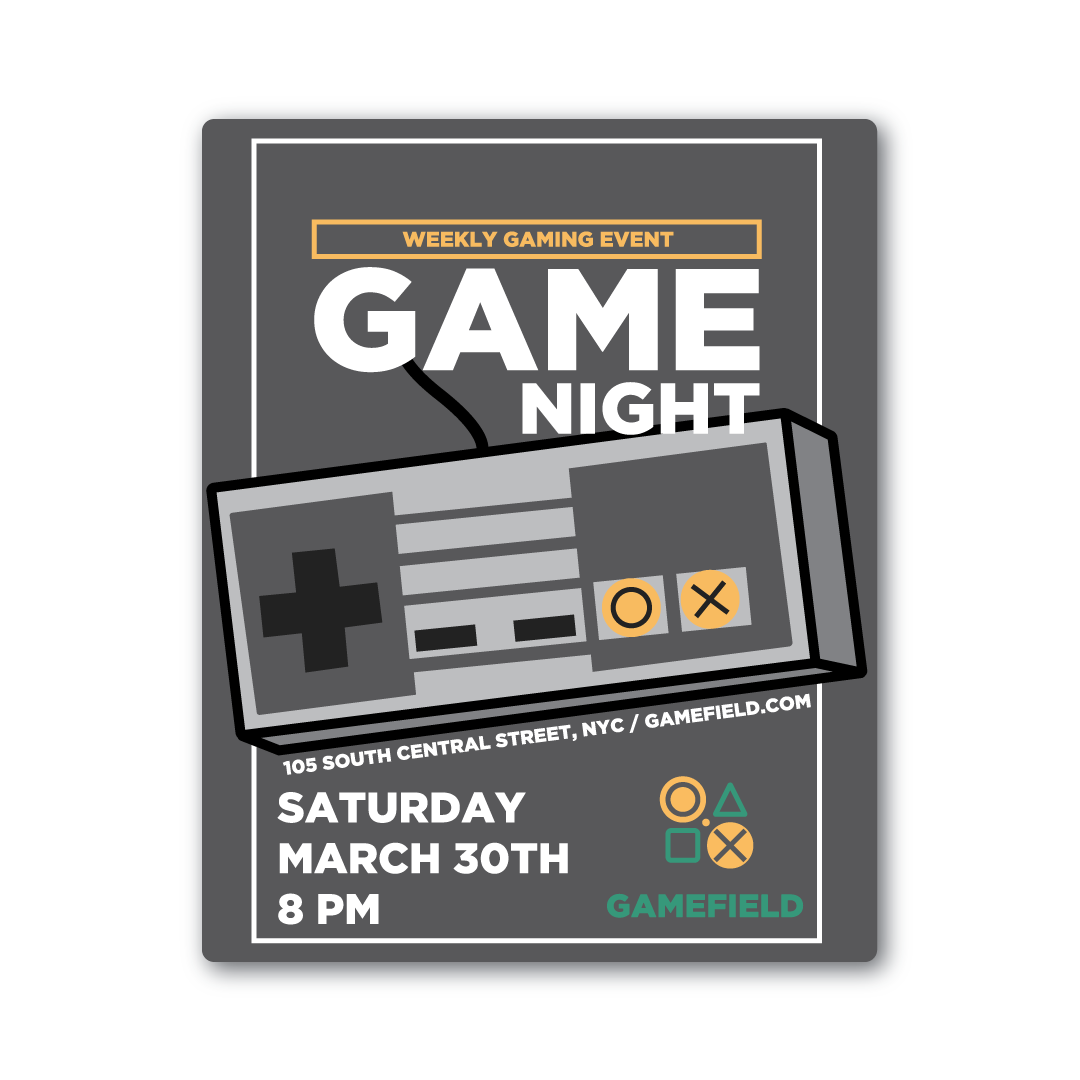 WEEKLY GAMING EVENT
GAME
NIGHT
105 SOUTH CENTRAL STREET, NYC / GAMEFIELD.COM
SATURDAY
MARCH 30TH
8 PM
GAMEFIELD